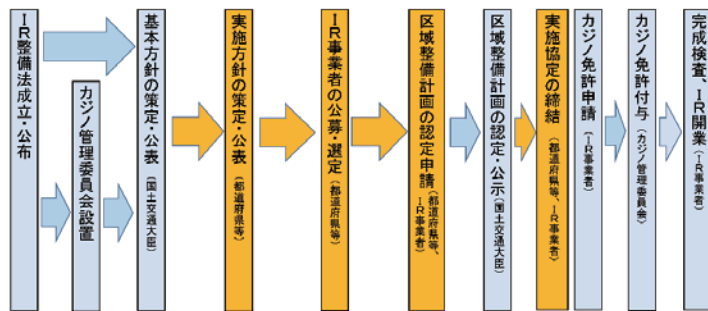 IR整備法成立・公布
カジノ管理委員会設置
基本方針の策定・公表(国土交通大臣)
実施方針の策定・公表(都道府県等)
IR事業者の公募・選定(都道府県等)
区域整備計画の認定申請(都道府県等、
IR事業者)
区域整備計画の認定・公示(国土交通大臣)
実施協定の締結(都道府県等、IR事業者)
カジノ免許申請(IR事業者)
カジノ免許付与(カジノ管理委員会)
完成検査、IR開業(IR事業者)